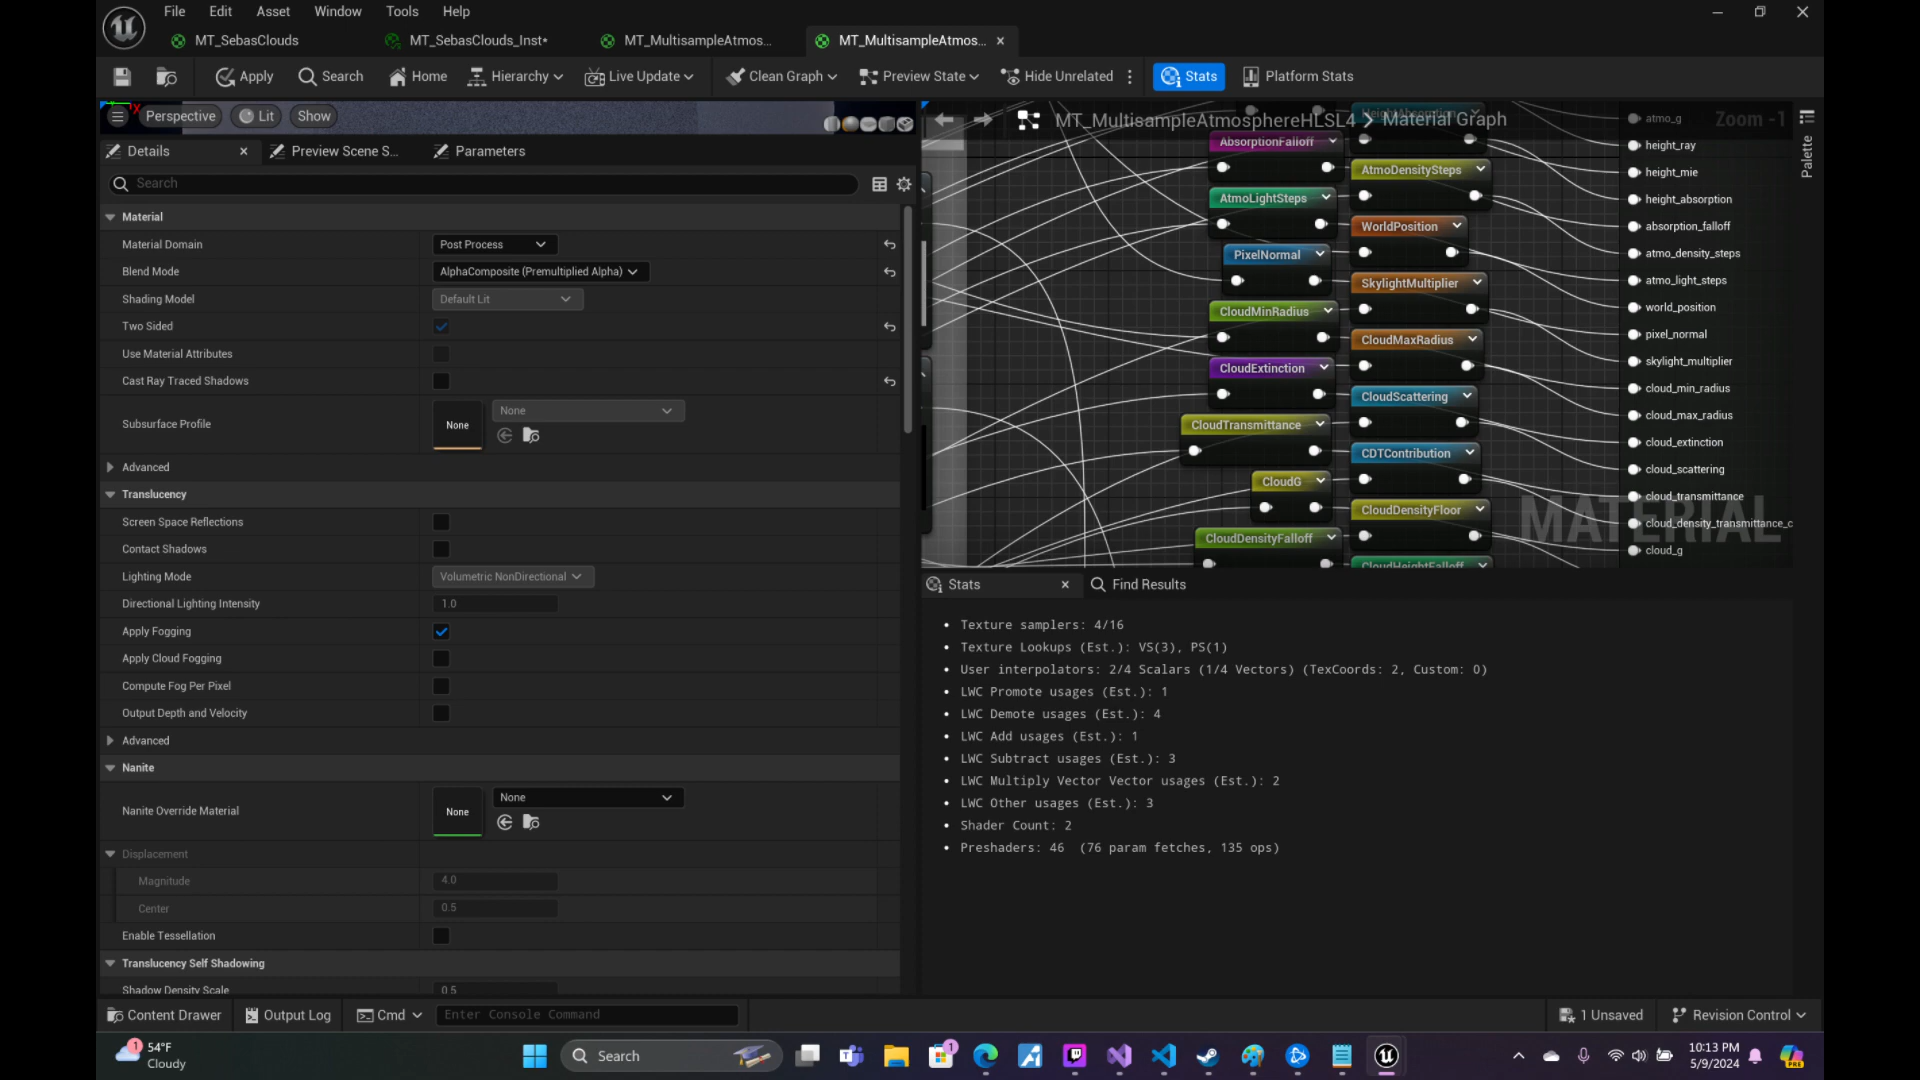 File Edit Asset Window Tools Help
MT_SebasClouds MT_SebasClouds_Inst* MT_MultisampleAtmos... MT_MultisampleAtmos...
Apply Search Home Hierarchy Live Update Clean Graph Preview State Hide Unrelated Stats Platform Stats
Perspective Lit Show
Details Preview Scene S... Parameters
Search
Material
Material Domain Post Process
Blend Mode AlphaComposite (Premultiplied Alpha)
Shading Model Default Lit
Two Sided
Use Material Attributes
Cast Ray Traced Shadows
Subsurface Profile None None
Advanced
Translucency
Screen Space Reflections
Contact Shadows
Lighting Mode Volumetric NonDirectional
Directional Lighting Intensity 1.0
Apply Fogging
Apply Cloud Fogging
Compute Fog Per Pixel
Output Depth and Velocity
Advanced
Nanite
Nanite Override Material None None
Displacement
Magnitude 4.0
Center 0.5
Enable Tessellation
Translucency Self Shadowing
Shadow Density Scale 0.5
MT_MultisampleAtmosphereHLSL4 > Material Graph
Zoom -1
Palette
HeightAbsorption
AbsorptionFalloff
AtmoDensitySteps
AtmoLightSteps
WorldPosition
PixelNormal
SkylightMultiplier
CloudMinRadius
CloudMaxRadius
CloudExtinction
CloudScattering
CloudTransmittance
CDTContribution
CloudG
CloudDensityFloor
CloudDensityFalloff
CloudHeightFalloff
atmo_g
height_ray
height_mie
height_absorption
absorption_falloff
atmo_density_steps
atmo_light_steps
world_position
pixel_normal
skylight_multiplier
cloud_min_radius
cloud_max_radius
cloud_extinction
cloud_scattering
cloud_transmittance
cloud_density_transmittance_c
cloud_g
MATERIAL
Stats Find Results
Texture samplers: 4/16
Texture Lookups (Est.): VS(3), PS(1)
User interpolators: 2/4 Scalars (1/4 Vectors) (TexCoords: 2, Custom: 0)
LWC Promote usages (Est.): 1
LWC Demote usages (Est.): 4
LWC Add usages (Est.): 1
LWC Subtract usages (Est.): 3
LWC Multiply Vector Vector usages (Est.): 2
LWC Other usages (Est.): 3
Shader Count: 2
Preshaders: 46 (76 param fetches, 135 ops)
Content Drawer Output Log Cmd Enter Console Command 1 Unsaved Revision Control
1 54°F
Cloudy
Search
1
10:13 PM
5/9/2024
PRE